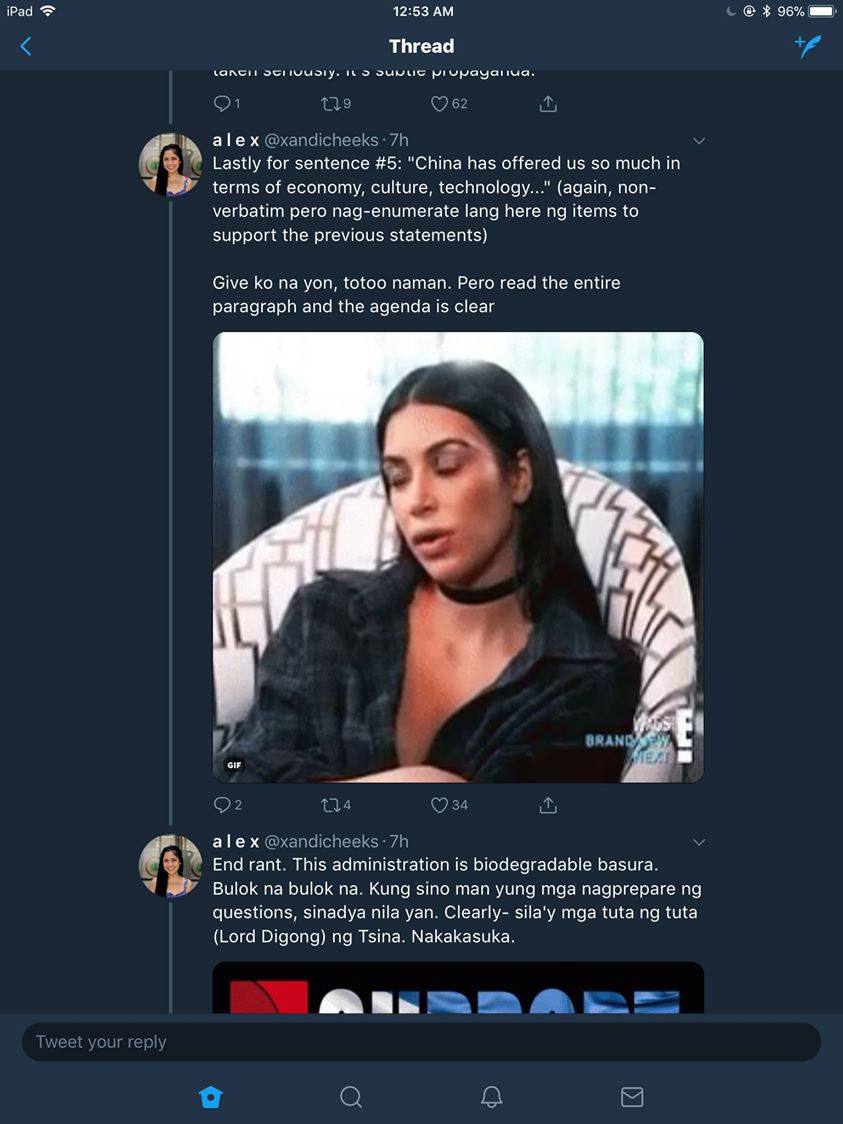 iPad
12:53 AM
96%
Thread
taken seriously. It's subtle propaganda.
1
9
62
a l e x @xandicheeks · 7h
Lastly for sentence #5: "China has offered us so much in
terms of economy, culture, technology..." (again, non-
verbatim pero nag-enumerate lang here ng items to
support the previous statements)
Give ko na yon, totoo naman. Pero read the entire
paragraph and the agenda is clear
WAGS
BRAND NEW
NEXT
E!
GIF
2
4
34
a l e x @xandicheeks · 7h
End rant. This administration is biodegradable basura.
Bulok na bulok na. Kung sino man yung mga nagprepare ng
questions, sinadya nila yan. Clearly- sila'y mga tuta ng tuta
(Lord Digong) ng Tsina. Nakakasuka.
Tweet your reply